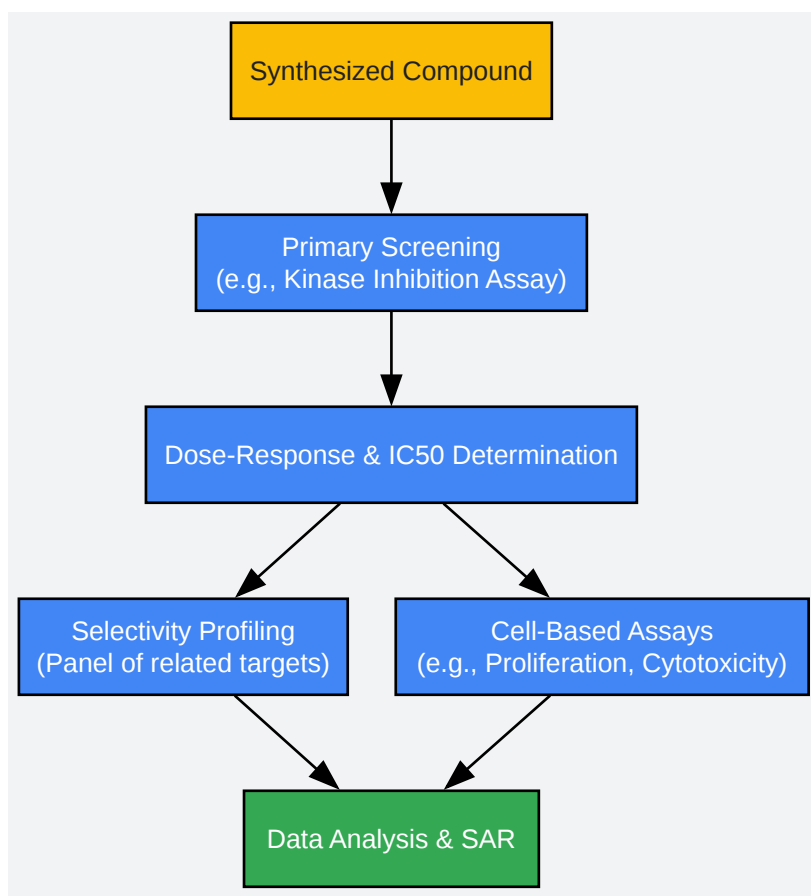 Synthesized Compound
Primary Screening
(e.g., Kinase Inhibition Assay)
Dose-Response & IC50 Determination
Selectivity Profiling
(Panel of related targets)
Cell-Based Assays
(e.g., Proliferation, Cytotoxicity)
Data Analysis & SAR